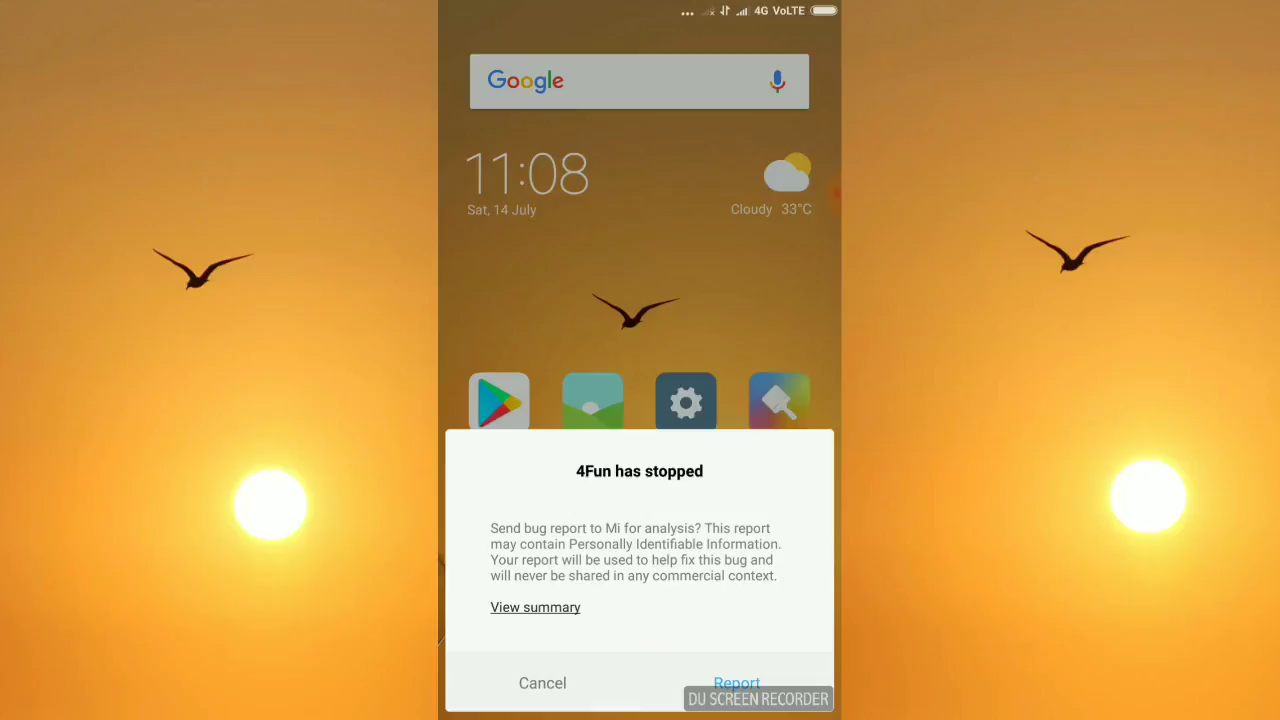 4G VoLTE
Google
11:08
Sat, 14 July
Cloudy 33°C
4Fun has stopped
Send bug report to Mi for analysis? This report
may contain Personally Identifiable Information.
Your report will be used to help fix this bug and
will never be shared in any commercial context.
View summary
Cancel
Report
DU SCREEN RECORDER